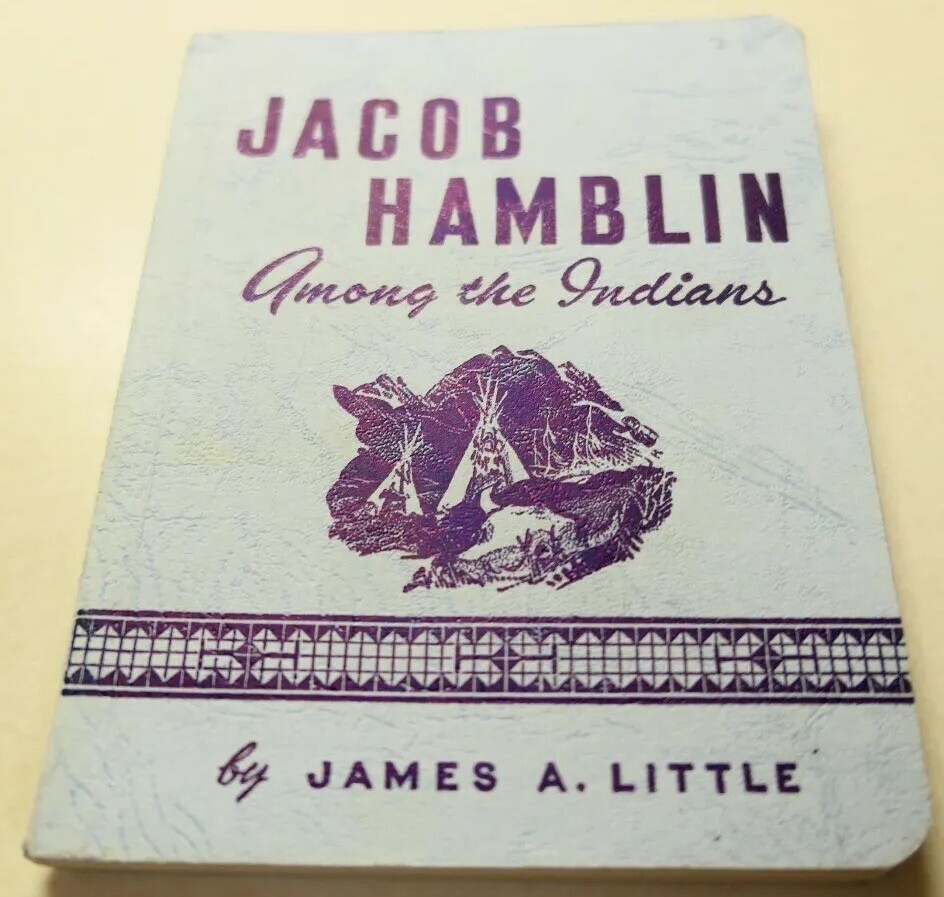 JACOB
HAMBLIN
Among the Indians
by JAMES A. LITTLE